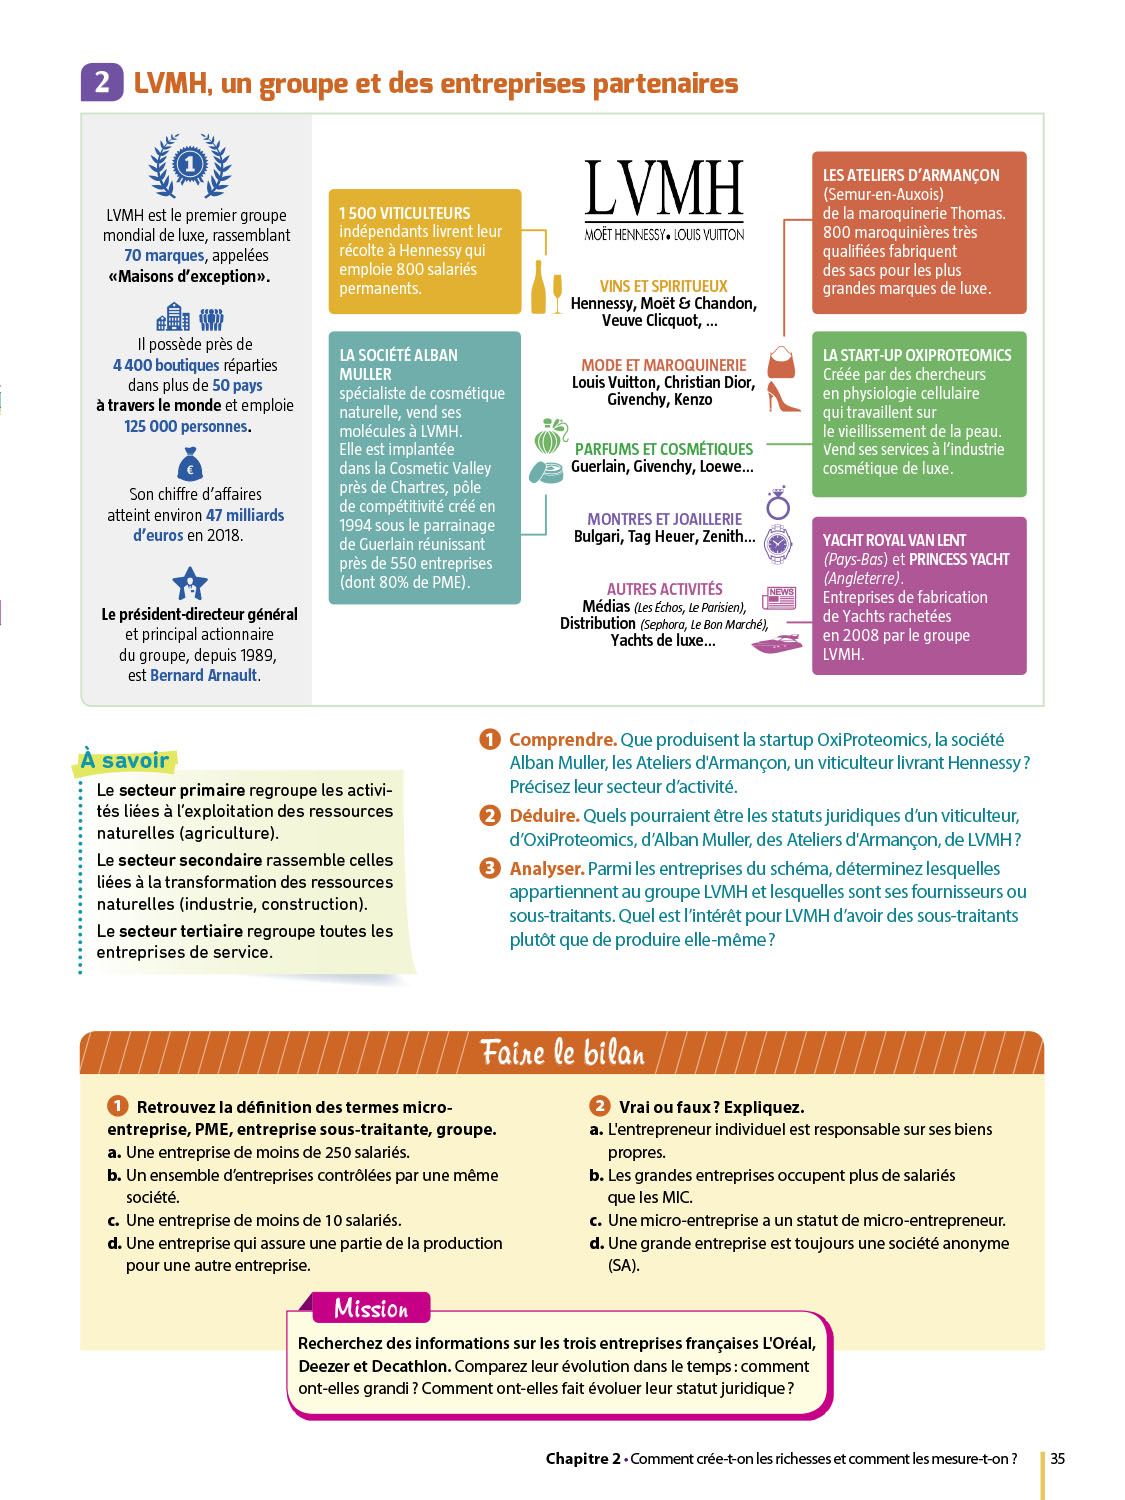 2 LVMH, un groupe et des entreprises partenaires
1
LVMH est le premier groupe
mondial de luxe, rassemblant
70 marques, appelées
«Maisons d’exception».
Il possède près de
4 400 boutiques réparties
dans plus de 50 pays
à travers le monde et emploie
125 000 personnes.
€
Son chiffre d’affaires
atteint environ 47 milliards
d’euros en 2018.
Le président-directeur général
et principal actionnaire
du groupe, depuis 1989,
est Bernard Arnault.
1 500 VITICULTEURS
indépendants livrent leur
récolte à Hennessy qui
emploie 800 salariés
permanents.
LA SOCIÉTÉ ALBAN
MULLER
spécialiste de cosmétique
naturelle, vend ses
molécules à LVMH.
Elle est implantée
dans la Cosmetic Valley
près de Chartres, pôle
de compétitivité créé en
1994 sous le parrainage
de Guerlain réunissant
près de 550 entreprises
(dont 80% de PME).
LVMH
MOËT HENNESSY • LOUIS VUITTON
VINS ET SPIRITUEUX
Hennessy, Moët & Chandon,
Veuve Clicquot, ...
MODE ET MAROQUINERIE
Louis Vuitton, Christian Dior,
Givenchy, Kenzo
PARFUMS ET COSMÉTIQUES
Guerlain, Givenchy, Loewe...
MONTRES ET JOAILLERIE
Bulgari, Tag Heuer, Zenith...
AUTRES ACTIVITÉS
Médias (Les Échos, Le Parisien),
Distribution (Sephora, Le Bon Marché),
Yachts de luxe...
NEWS
LES ATELIERS D’ARMANÇON
(Semur-en-Auxois)
de la maroquinerie Thomas.
800 maroquinières très
qualifiées fabriquent
des sacs pour les plus
grandes marques de luxe.
LA START-UP OXIPROTEOMICS
Créée par des chercheurs
en physiologie cellulaire
qui travaillent sur
le vieillissement de la peau.
Vend ses services à l’industrie
cosmétique de luxe.
YACHT ROYAL VAN LENT
(Pays-Bas) et PRINCESS YACHT
(Angleterre).
Entreprises de fabrication
de Yachts rachetées
en 2008 par le groupe
LVMH.
À savoir
Le secteur primaire regroupe les activi-
tés liées à l’exploitation des ressources
naturelles (agriculture).
Le secteur secondaire rassemble celles
liées à la transformation des ressources
naturelles (industrie, construction).
Le secteur tertiaire regroupe toutes les
entreprises de service.
1 Comprendre. Que produisent la startup OxiProteomics, la société
Alban Muller, les Ateliers d'Armançon, un viticulteur livrant Hennessy ?
Précisez leur secteur d’activité.
2 Déduire. Quels pourraient être les statuts juridiques d’un viticulteur,
d’OxiProteomics, d’Alban Muller, des Ateliers d'Armançon, de LVMH ?
3 Analyser. Parmi les entreprises du schéma, déterminez lesquelles
appartiennent au groupe LVMH et lesquelles sont ses fournisseurs ou
sous-traitants. Quel est l’intérêt pour LVMH d’avoir des sous-traitants
plutôt que de produire elle-même ?
Faire le bilan
1 Retrouvez la définition des termes micro-
entreprise, PME, entreprise sous-traitante, groupe.
a. Une entreprise de moins de 250 salariés.
b. Un ensemble d’entreprises contrôlées par une même
société.
c. Une entreprise de moins de 10 salariés.
d. Une entreprise qui assure une partie de la production
pour une autre entreprise.
2 Vrai ou faux ? Expliquez.
a. L'entrepreneur individuel est responsable sur ses biens
propres.
b. Les grandes entreprises occupent plus de salariés
que les MIC.
c. Une micro-entreprise a un statut de micro-entrepreneur.
d. Une grande entreprise est toujours une société anonyme
(SA).
Mission
Recherchez des informations sur les trois entreprises françaises L'Oréal,
Deezer et Decathlon. Comparez leur évolution dans le temps : comment
ont-elles grandi ? Comment ont-elles fait évoluer leur statut juridique ?
Chapitre 2 • Comment crée-t-on les richesses et comment les mesure-t-on ? 35